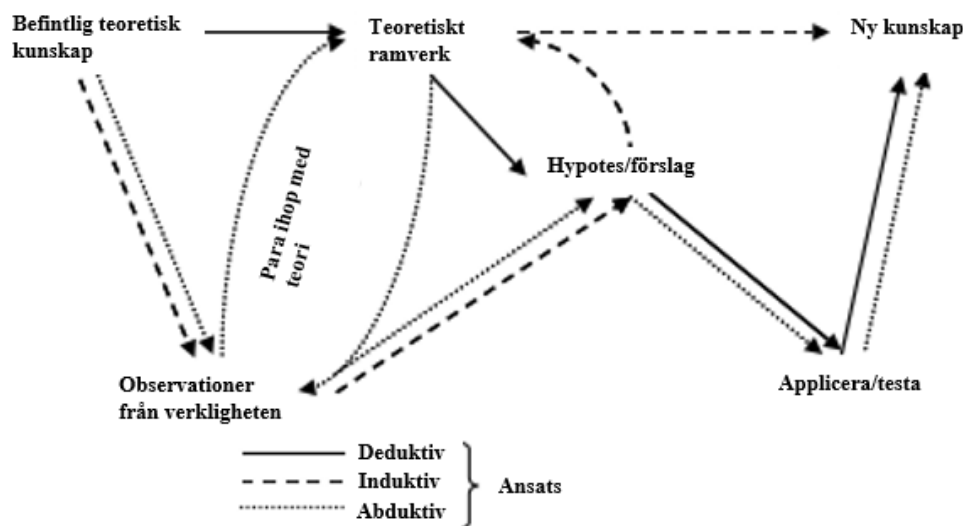 Befintlig teoretisk
kunskap
Teoretiskt
ramverk
Ny kunskap
Hypotes/förslag
Para ihop med
teori
Observationer
från verkligheten
Applicera/testa
Deduktiv
Induktiv
Abduktiv
Ansats